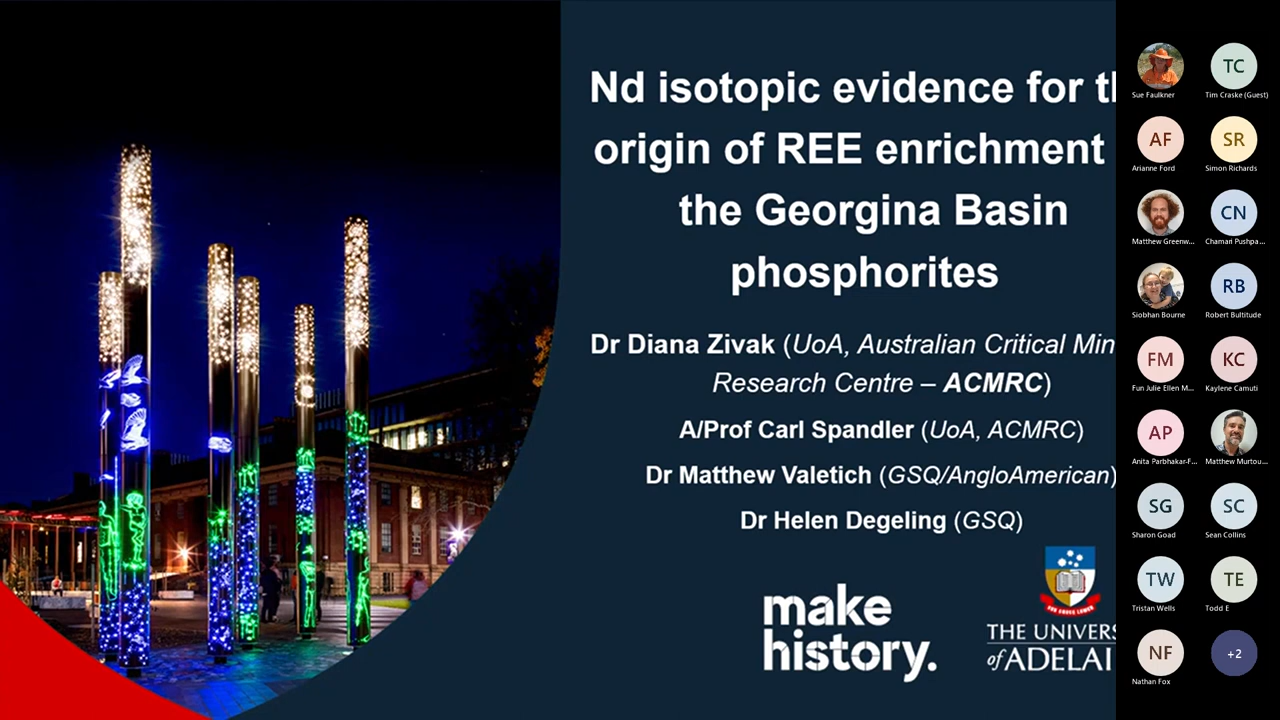 Nd isotopic evidence for
origin of REE enrichment
the Georgina Basin
phosphorites
Dr Diana Zivak (UoA, Australian Critical Min
Research Centre – ACMRC)
A/Prof Carl Spandler (UoA, ACMRC)
Dr Matthew Valetich (GSQ/AngloAmerican)
Dr Helen Degeling (GSQ)
make
history.
THE UNIVERS
of ADELAI
Sue Faulkner
TC
Tim Craske (Guest)
AF
Arianne Ford
SR
Simon Richards
Matthew Greenw...
CN
Chamari Pushpa...
Siobhan Bourne
RB
Robert Bultitude
FM
Fun Julie Ellen M...
KC
Kaylene Camuti
AP
Anita Parbhakar-F...
Matthew Murtou...
SG
Sharon Goad
SC
Sean Collins
TW
Tristan Wells
TE
Todd E
NF
Nathan Fox
+2